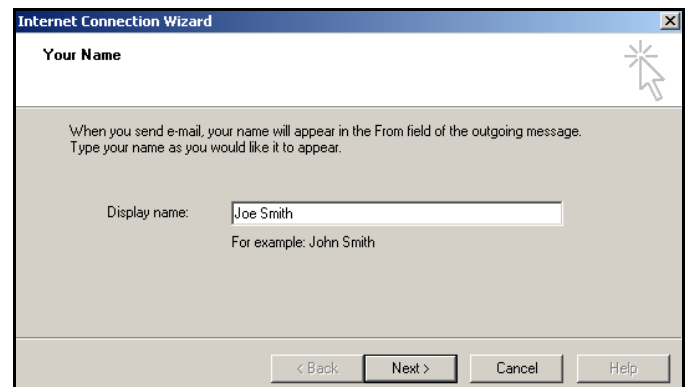 Internet Connection Wizard
Your Name
When you send e-mail, your name will appear in the From field of the outgoing message.
Type your name as you would like it to appear.
Display name: Joe Smith
For example: John Smith
< Back Next > Cancel Help